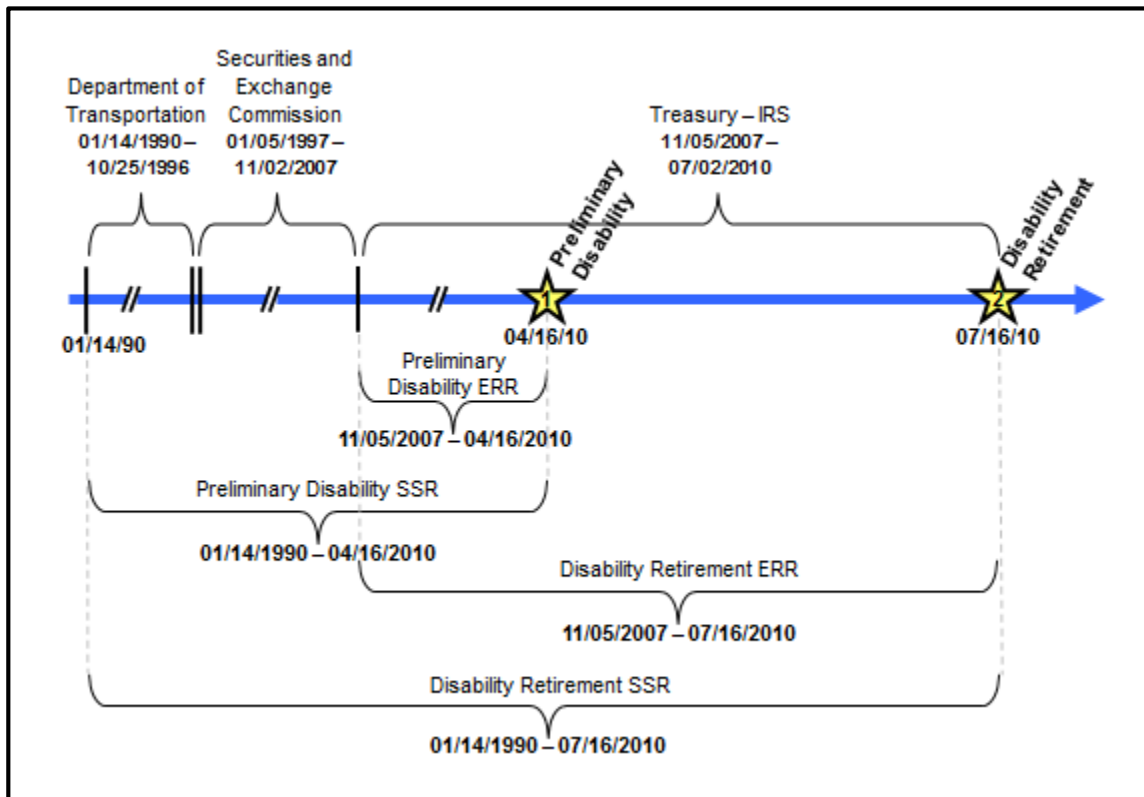 Department of
Transportation
01/14/1990 –
10/25/1996
Securities and
Exchange
Commission
01/05/1997 –
11/02/2007
Treasury – IRS
11/05/2007 –
07/02/2010
Preliminary
Disability
Disability
Retirement
1
2
01/14/90
04/16/10
07/16/10
Preliminary
Disability ERR
11/05/2007 – 04/16/2010
Preliminary Disability SSR
01/14/1990 – 04/16/2010
Disability Retirement ERR
11/05/2007 – 07/16/2010
Disability Retirement SSR
01/14/1990 – 07/16/2010